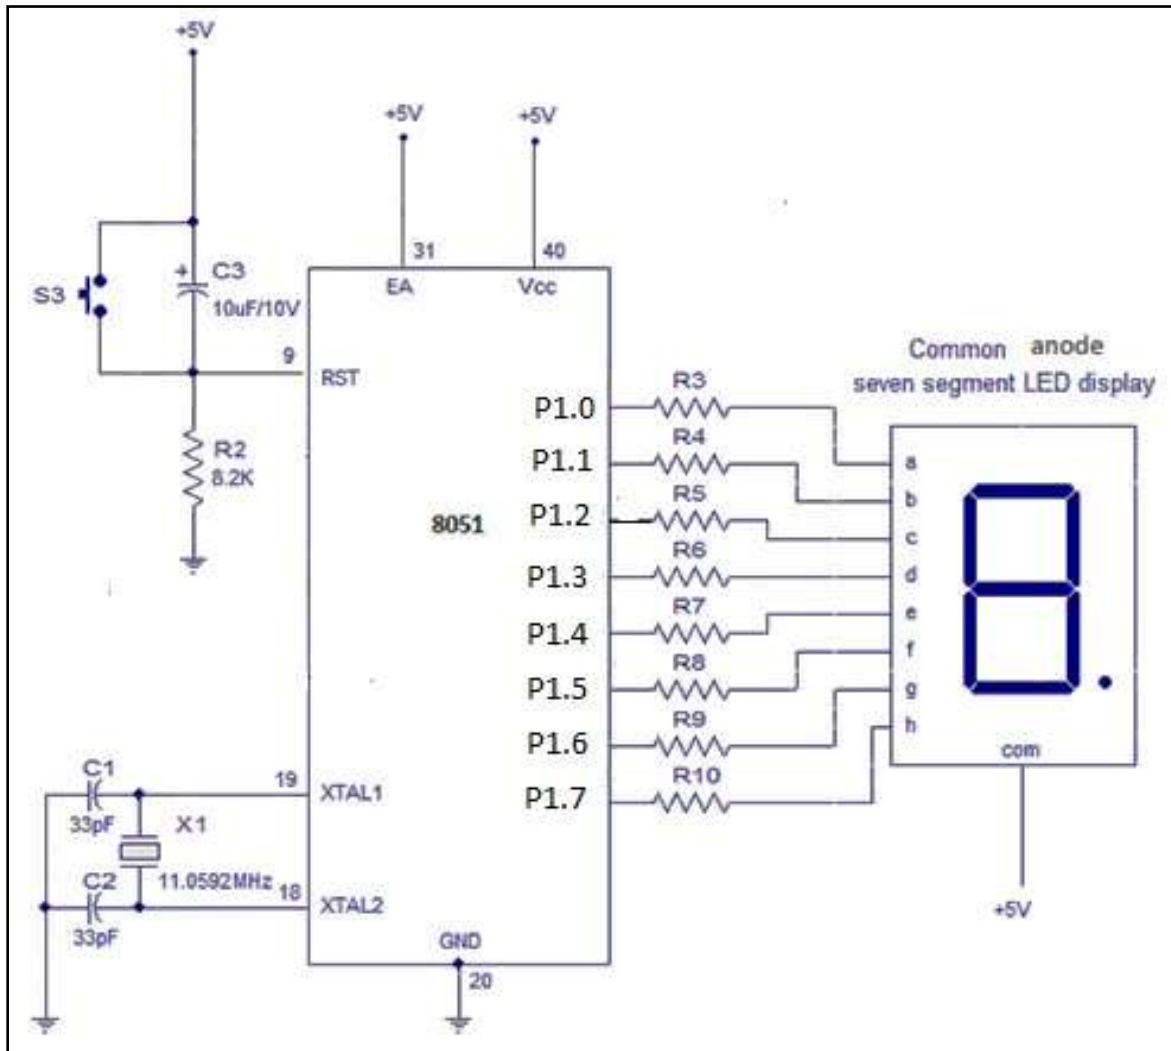 +5V
+5V
+5V
31
40
EA
Vcc
C3
10uF/10V
S3
9
RST
R2
8.2K
8051
P1.0
P1.1
P1.2
P1.3
P1.4
P1.5
P1.6
P1.7
R3
R4
R5
R6
R7
R8
R9
R10
Common anode
seven segment LED display
a
b
c
d
e
f
g
h
com
+5V
C1
33pF
X1
11.0592MHz
C2
33pF
19
XTAL1
18
XTAL2
GND
20